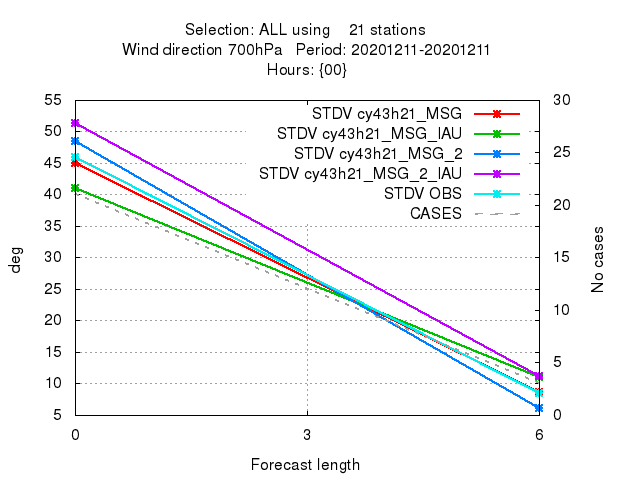 Selection: ALL using 21 stations
Wind direction 700hPa Period: 20201211-20201211
Hours: {00}
STDV cy43h21_MSG
STDV cy43h21_MSG_IAU
STDV cy43h21_MSG_2
STDV cy43h21_MSG_2_IAU
STDV OBS
CASES
55
50
45
40
35
30
25
20
15
10
5
deg
30
25
20
15
10
5
0
No cases
0 3 6
Forecast length